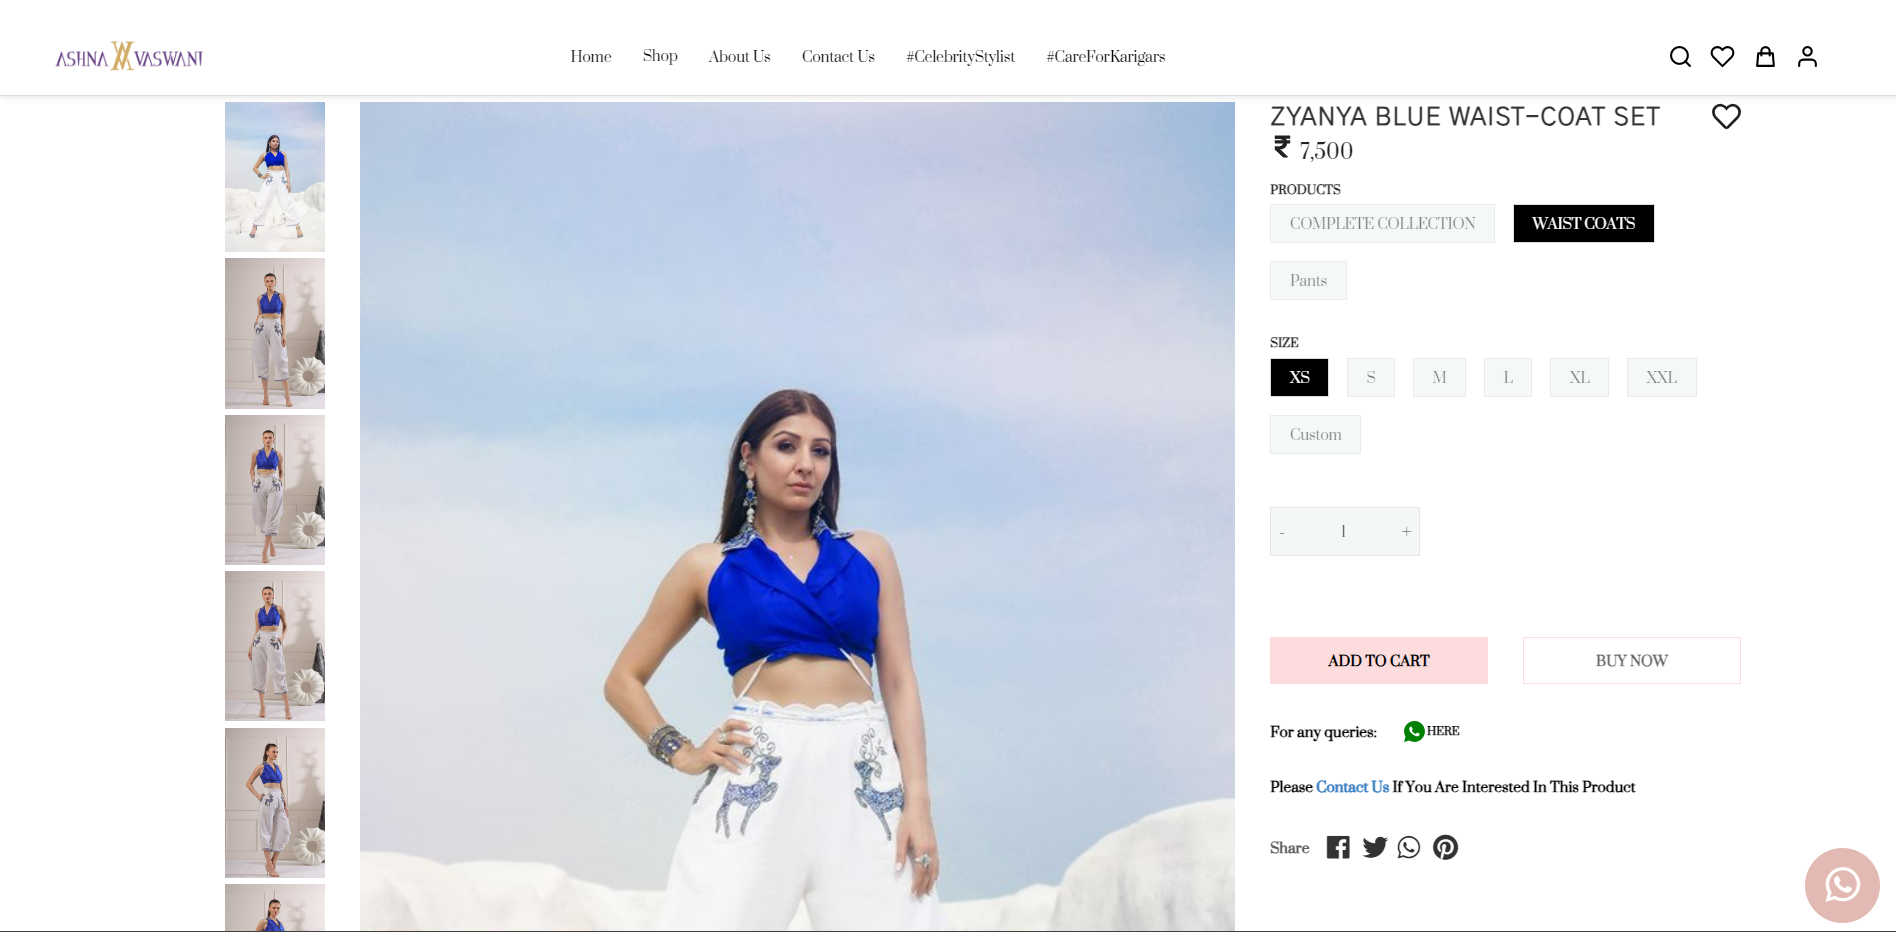 ASHNA VASWANI
Home Shop About Us Contact Us #CelebrityStylist #CareForKarigars
ZYANYA BLUE WAIST-COAT SET
₹ 7,500
PRODUCTS
COMPLETE COLLECTION WAIST COATS
Pants
SIZE
XS S M L XL XXL
Custom
- 1 +
ADD TO CART BUY NOW
For any queries: HERE
Please Contact Us If You Are Interested In This Product
Share